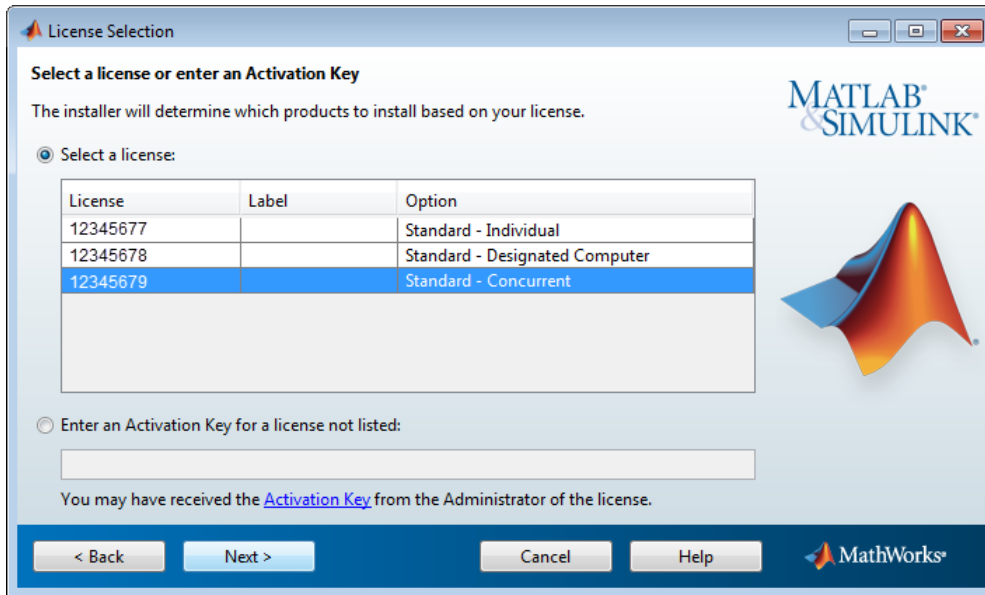 License Selection
Select a license or enter an Activation Key
The installer will determine which products to install based on your license.
MATLAB®
&SIMULINK®
Select a license:
License Label Option
12345677 Standard - Individual
12345678 Standard - Designated Computer
12345679 Standard - Concurrent
Enter an Activation Key for a license not listed:
You may have received the Activation Key from the Administrator of the license.
< Back Next > Cancel Help MathWorks®